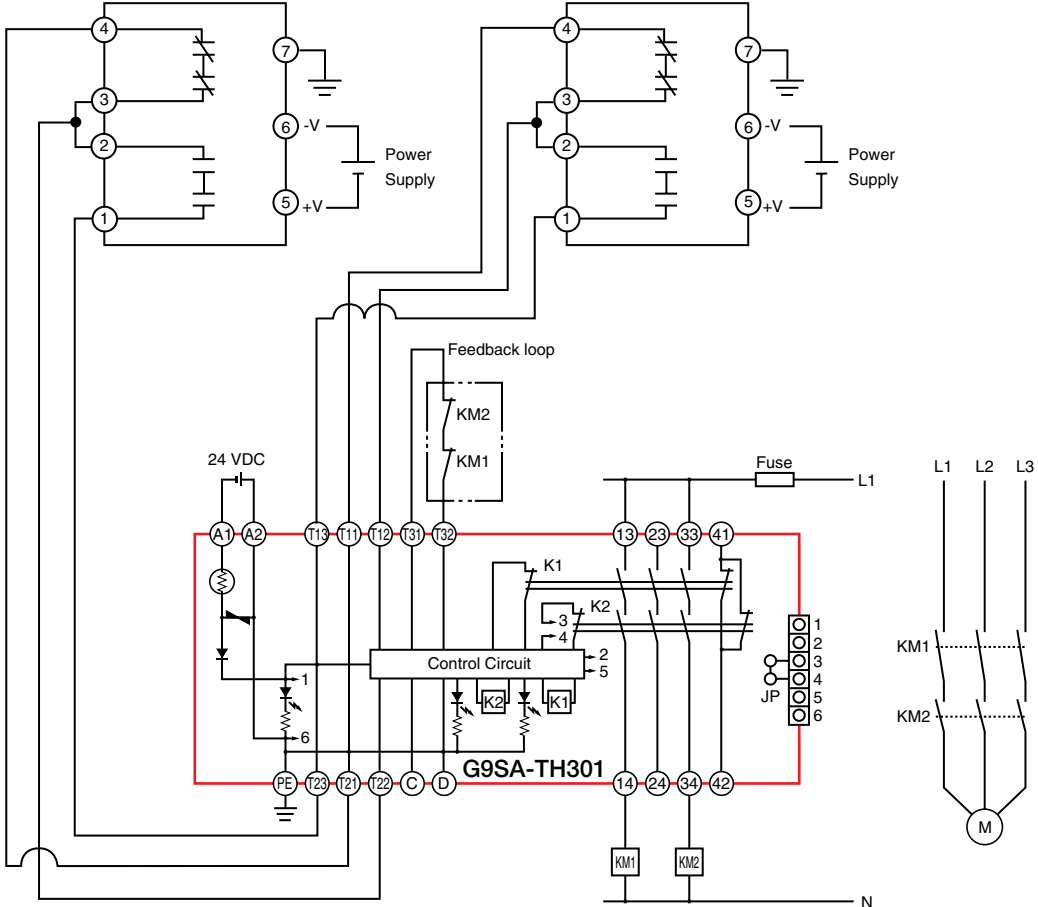 4
7
3
6 -V
Power
Supply
2
5 +V
1
4
7
3
6 -V
Power
Supply
2
5 +V
1
Feedback loop
KM2
KM1
24 VDC
Fuse
L1
L1 L2 L3
A1 A2 T13 T11 T12 T31 T32 13 23 33 41
K1
K2
3
4
Control Circuit
2
5
1
K2 K1
6
1
2
3
4
5
6
JP
KM1
KM2
G9SA-TH301
PE T23 T21 T22 C D 14 24 34 42
M
KM1 KM2
N